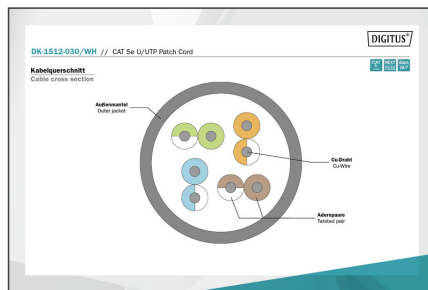 DIGITUS®
DK-1512-030/WH // CAT 5e U/UTP Patch Cord
Kabelquerschnitt
Cable cross section
Außenmantel
Outer jacket
Cu-Draht
Cu-Wire
Adernpaare
Twisted pair